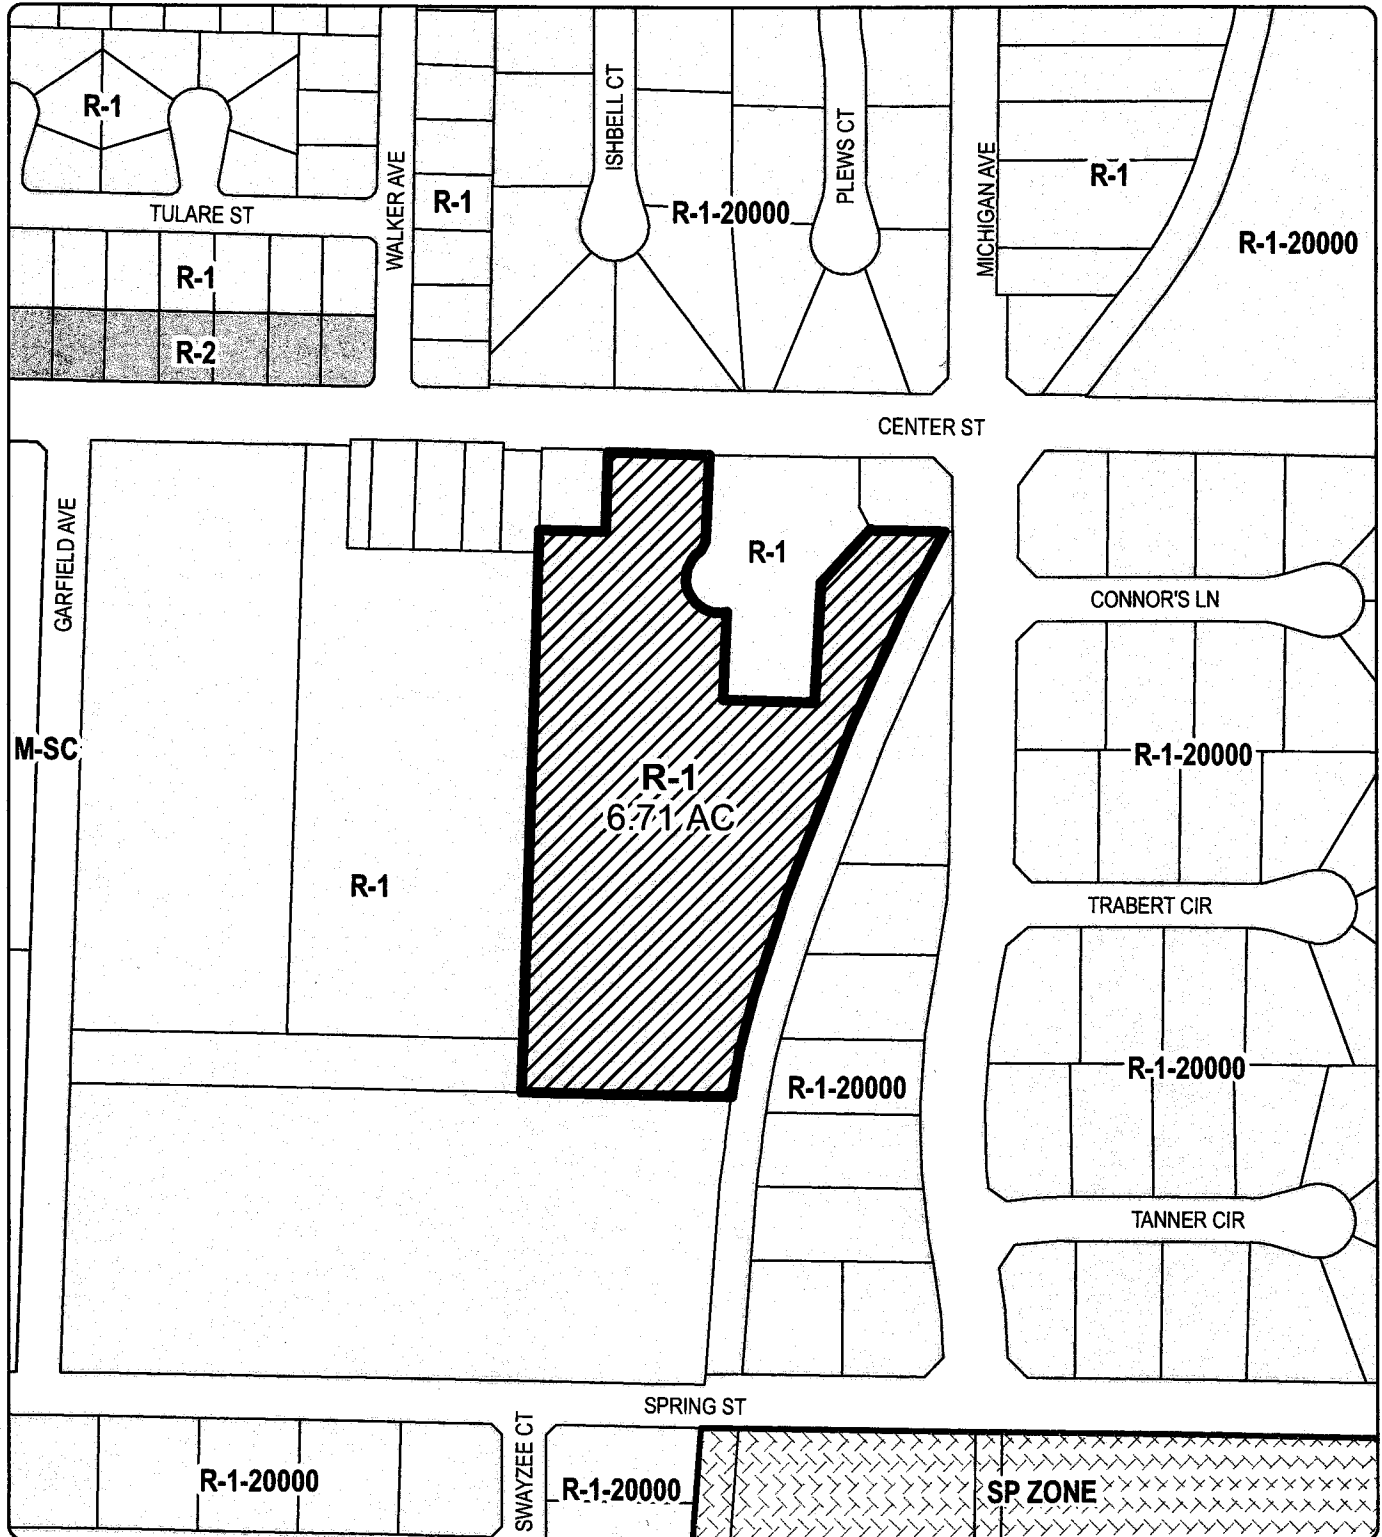 R-1
ISHBELL CT
PLEWS CT
WALKER AVE
MICHIGAN AVE
R-1
R-1
TULARE ST
R-1-20000
R-1-20000
R-1
R-2
CENTER ST
GARFIELD AVE
R-1
CONNOR'S LN
M-SC
R-1-20000
R-1
6.71 AC
R-1
TRABERT CIR
R-1-20000
R-1-20000
TANNER CIR
SPRING ST
SWAYZEE CT
R-1-20000
R-1-20000
SP ZONE